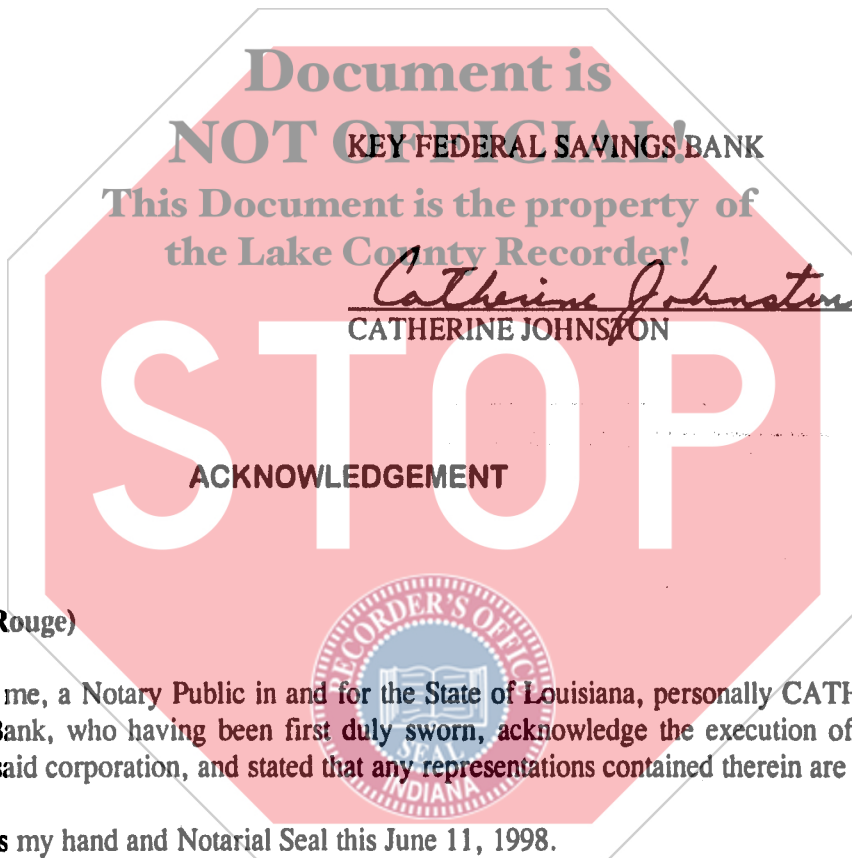 Document is
NOT OFFICIAL!
KEY FEDERAL SAVINGS BANK
This Document is the property of
the Lake County Recorder!
Catherine Johnston
CATHERINE JOHNSTON
STOP
ACKNOWLEDGEMENT
Rouge)
RECORDER'S OFFICE
me, a Notary Public in and for the State of Louisiana, personally CATH
Bank, who having been first duly sworn, acknowledge the execution of
said corporation, and stated that any representations contained therein are
SEAL
INDIANA
s my hand and Notarial Seal this June 11, 1998.